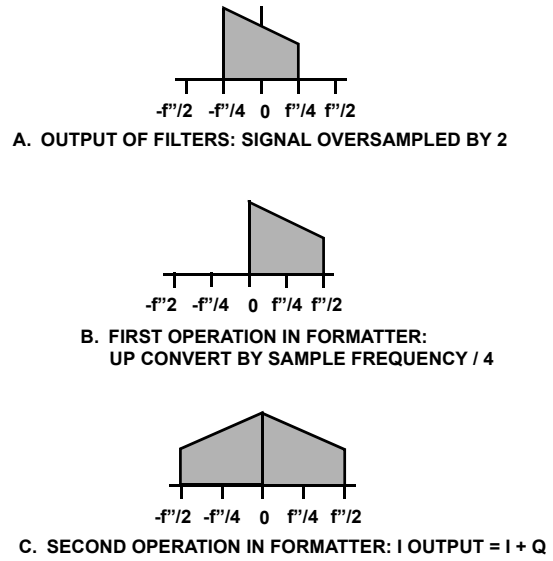 -f”/2 -f”/4 0 f”/4 f”/2
A. OUTPUT OF FILTERS: SIGNAL OVERSAMPLED BY 2
-f”2 -f”/4 0 f”/4 f”/2
B. FIRST OPERATION IN FORMATTER:
UP CONVERT BY SAMPLE FREQUENCY / 4
-f”/2 -f”/4 0 f”/4 f”/2
C. SECOND OPERATION IN FORMATTER: I OUTPUT = I + Q